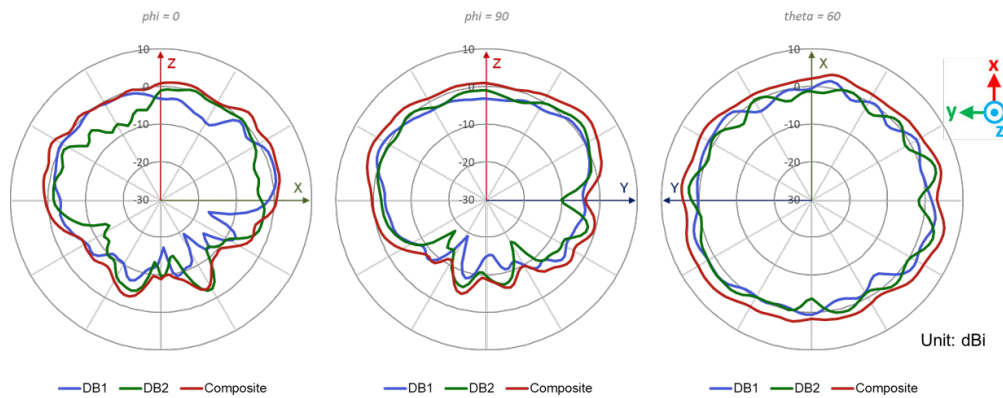 phi = 0
10
Z
0
-10
-20
-30
X
DB1 DB2 Composite
phi = 90
10
Z
0
-10
-20
-30
Y
DB1 DB2 Composite
theta = 60
10
X
0
-10
-20
-30
Y
DB1 DB2 Composite
x
y
z
Unit: dBi